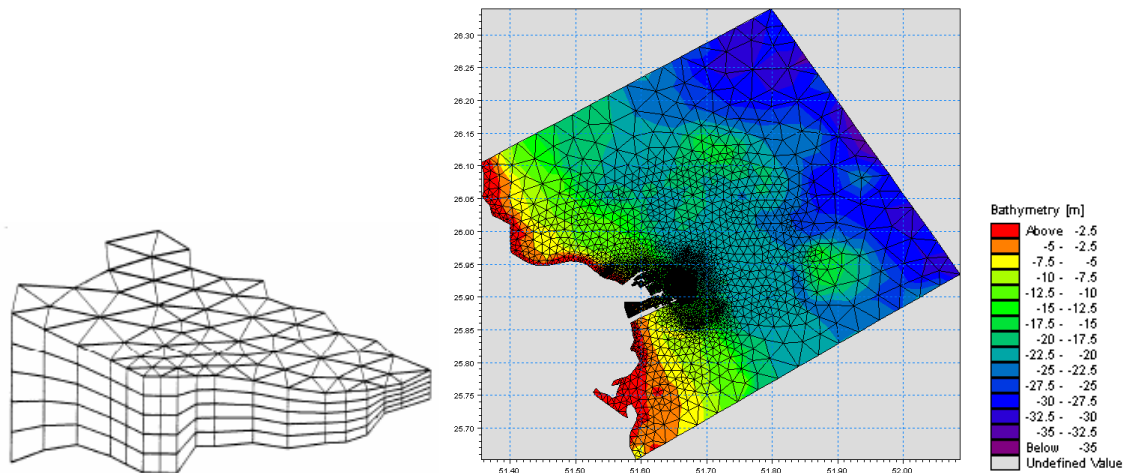 26.30
26.25
26.20
26.15
26.10
26.05
26.00
25.95
25.90
25.85
25.80
25.75
25.70
51.40 51.50 51.60 51.70 51.80 51.90 52.00
Bathymetry [m]
Above -2.5
-5 - -2.5
-7.5 - -5
-10 - -7.5
-12.5 - -10
-15 - -12.5
-17.5 - -15
-20 - -17.5
-22.5 - -20
-25 - -22.5
-27.5 - -25
-30 - -27.5
-32.5 - -30
-35 - -32.5
Below -35
Undefined Value